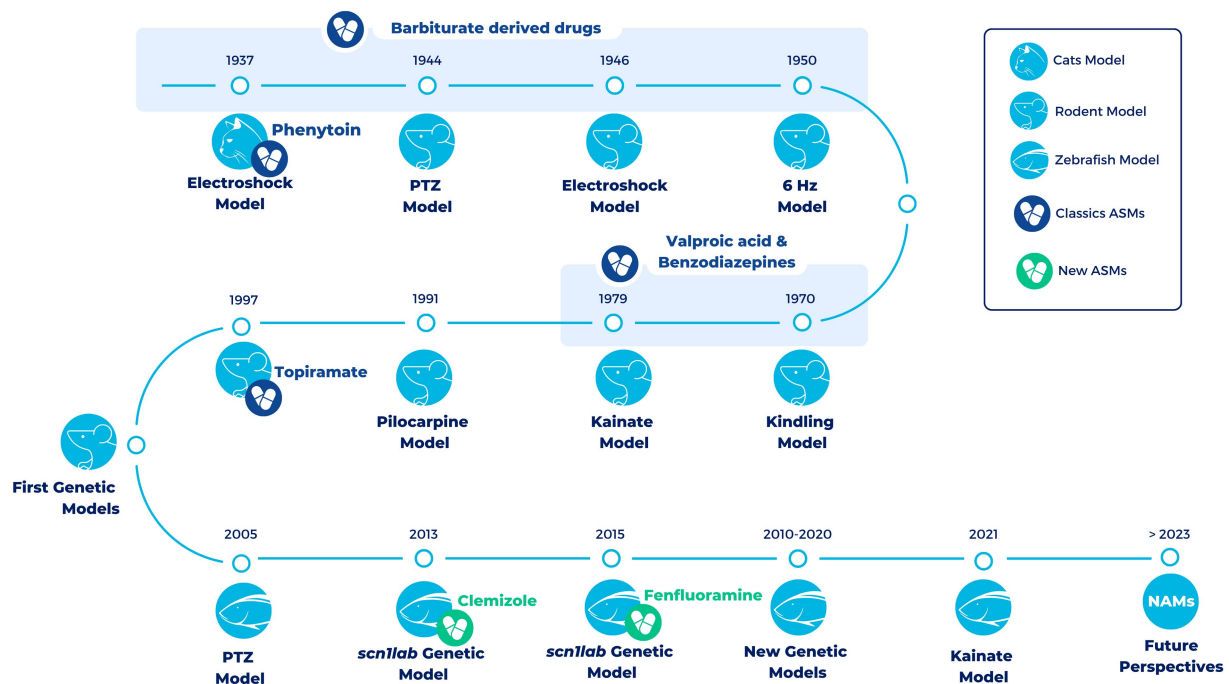 Barbiturate derived drugs
1937
1944
1946
1950
Phenytoin
Electroshock
Model
PTZ
Model
Electroshock
Model
6 Hz
Model
Cats Model
Rodent Model
Zebrafish Model
Classics ASMs
New ASMs
Valproic acid &
Benzodiazepines
1997
1991
1979
1970
Topiramate
Pilocarpine
Model
Kainate
Model
Kindling
Model
First Genetic
Models
2005
2013
2015
2010-2020
2021
> 2023
Clemizole
Fenfluoramine
NAMs
PTZ
Model
scn1lab Genetic
Model
scn1lab Genetic
Model
New Genetic
Models
Kainate
Model
Future
Perspectives